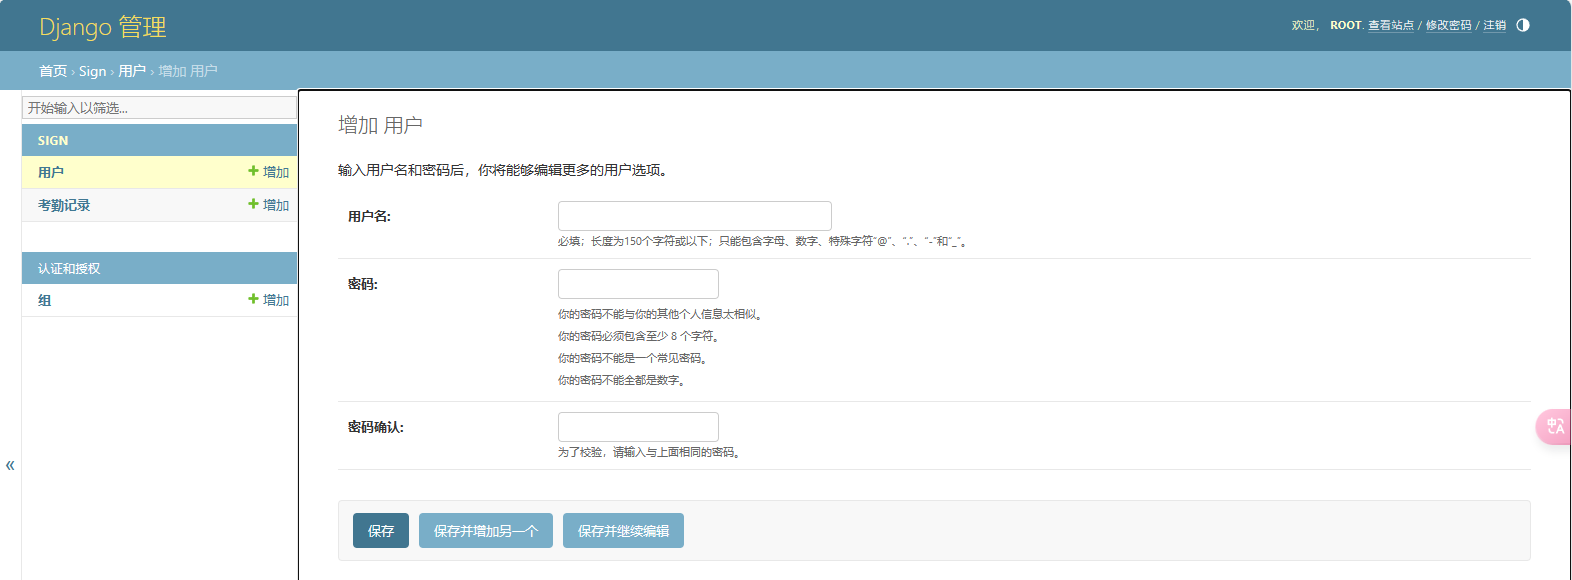 Django 管理
欢迎， ROOT. 查看站点 / 修改密码 / 注销
首页 › Sign › 用户 › 增加 用户
开始输入以筛选...
SIGN
用户 增加
考勤记录 增加
认证和授权
组 增加
增加 用户
输入用户名和密码后，你将能够编辑更多的用户选项。
用户名:
必填；长度为150个字符或以下；只能包含字母、数字、特殊字符“@”、“.”、“-”和“_”。
密码:
你的密码不能与你的其他个人信息太相似。
你的密码必须包含至少 8 个字符。
你的密码不能是一个常见密码。
你的密码不能全都是数字。
密码确认:
为了校验，请输入与上面相同的密码。
保存 保存并增加另一个 保存并继续编辑
«
中A